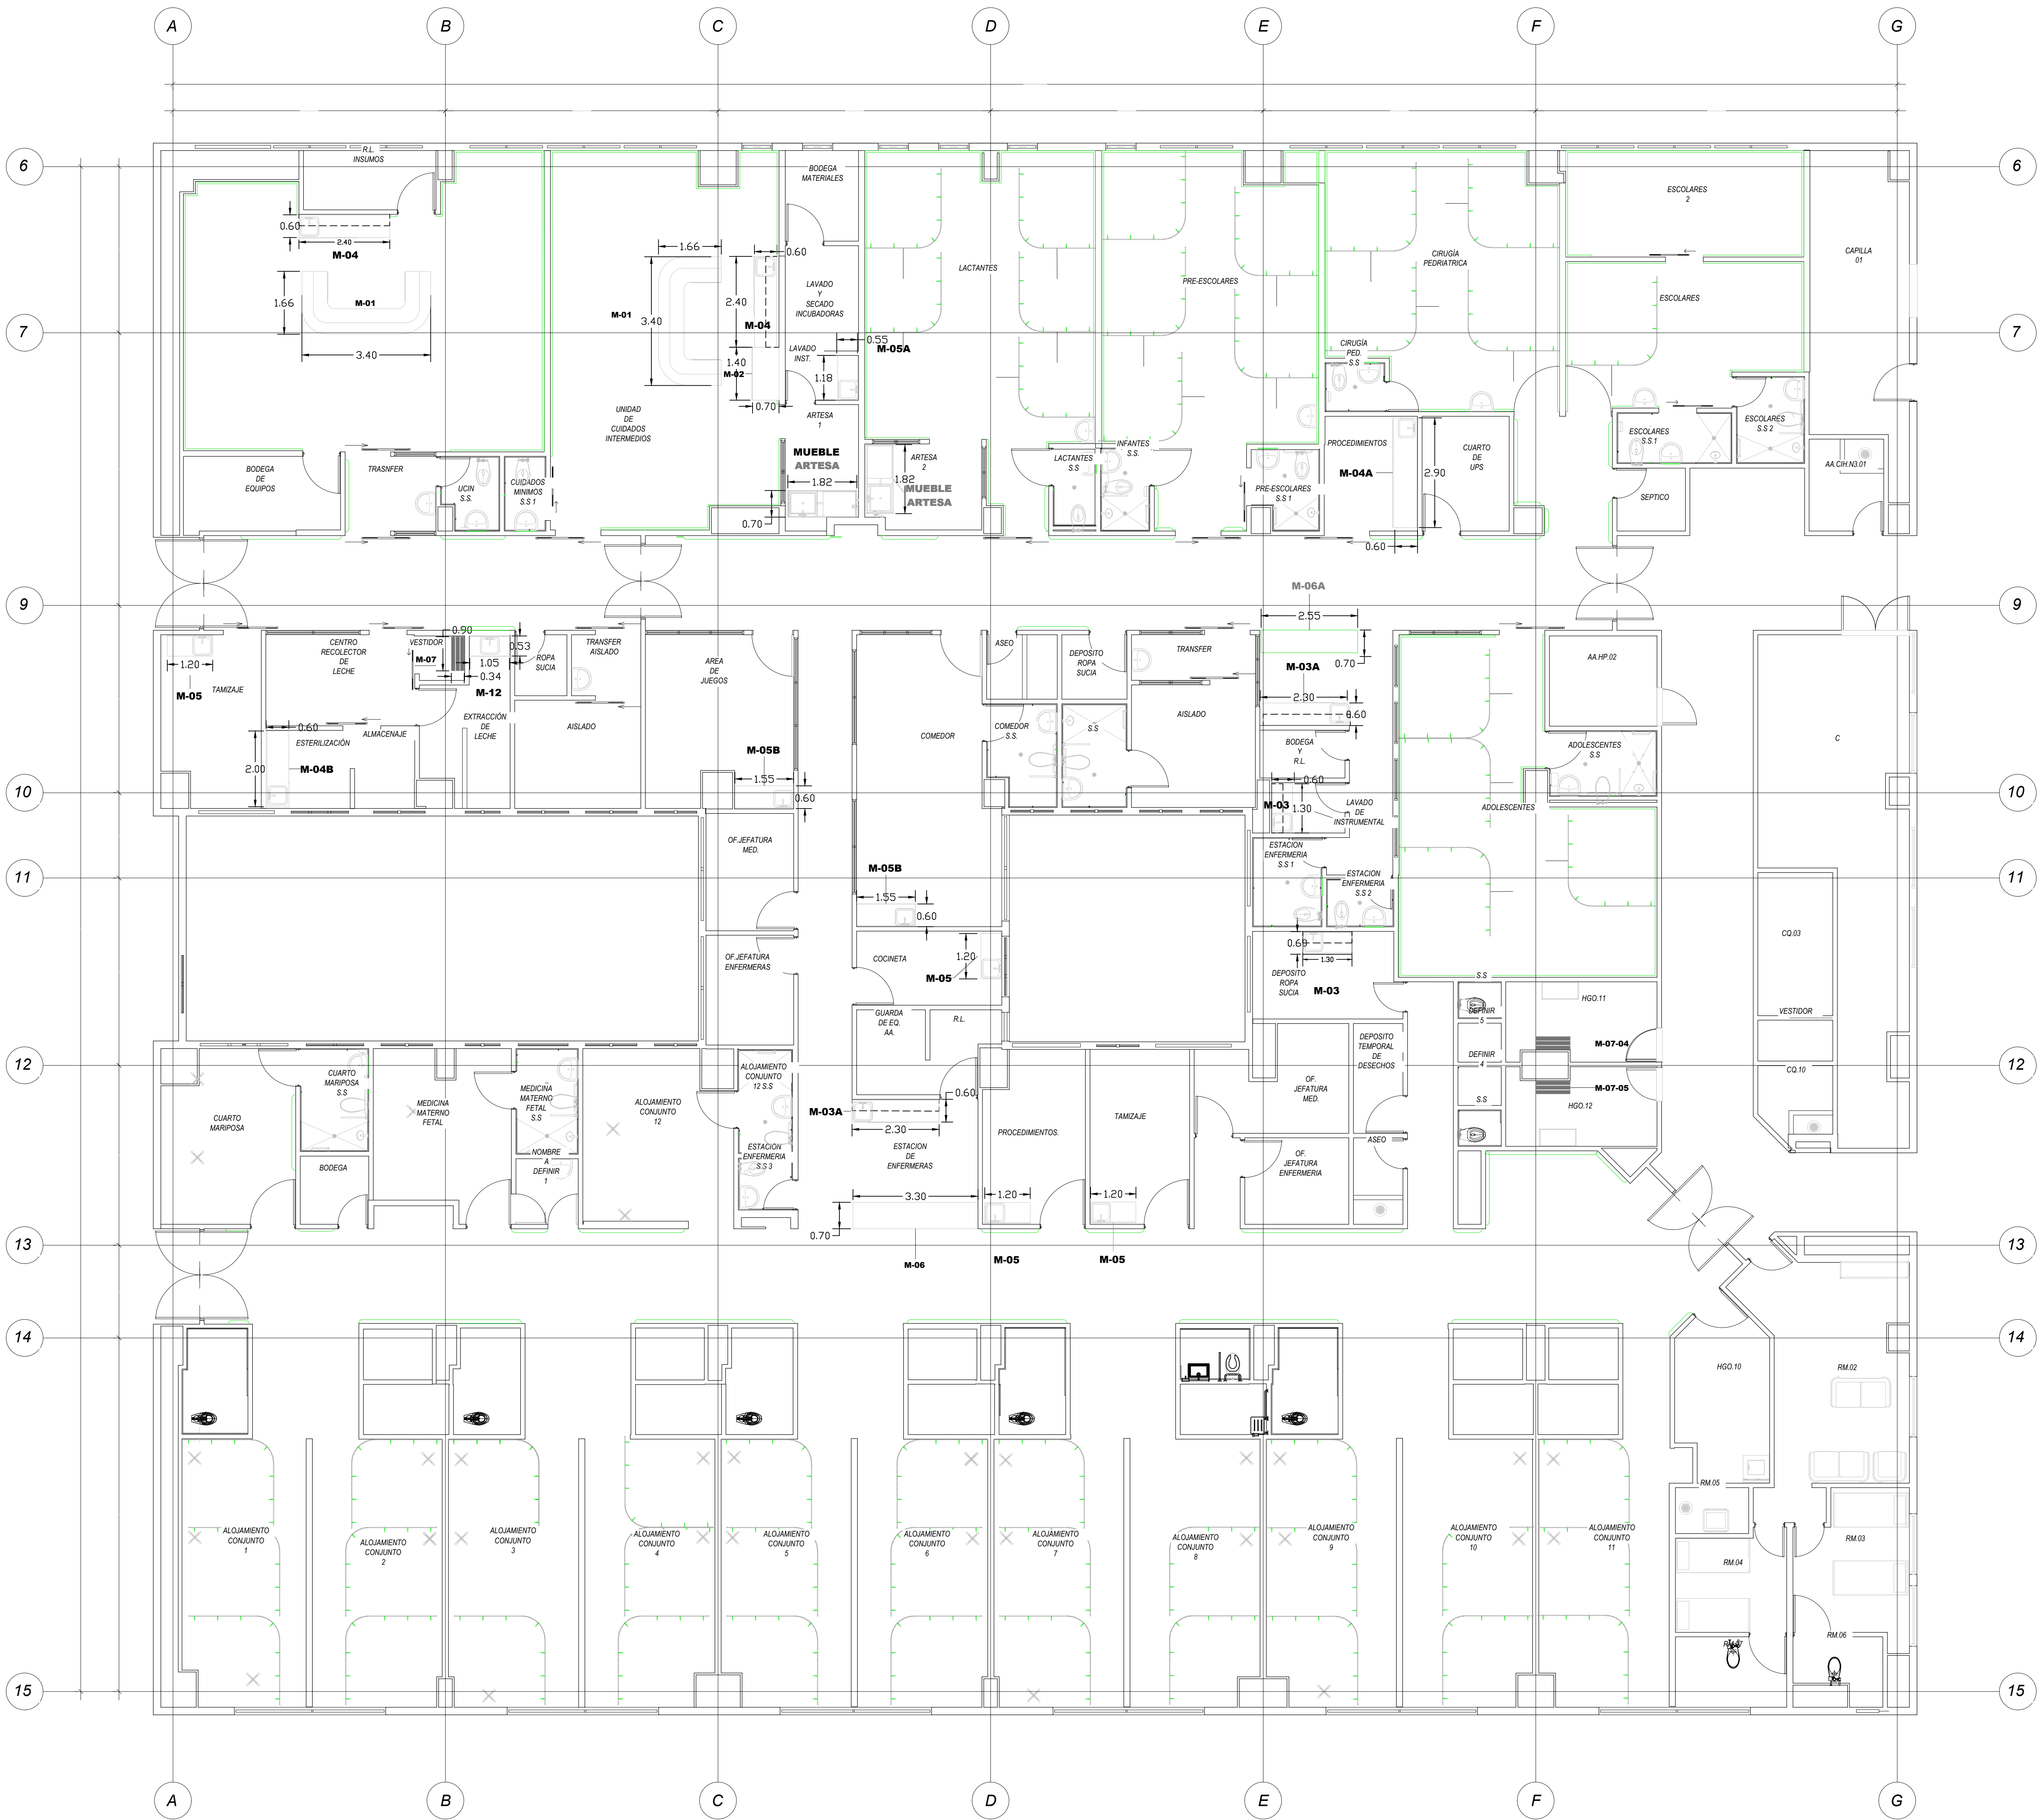 A
B
C
D
E
F
G
6
R.L.
INSUMOS
BODEGA
MATERIALES
ESCOLARES
2
6
0.60
2.40
M-04
1.66
M-01
3.40
1.66
0.60
M-01
3.40
2.40
M-04
1.40
M-02
0.70
LAVADO
Y
SECADO
INCUBADORAS
LAVADO
INST.
0.55
M-05A
1.18
ARTESA
1
LACTANTES
PRE-ESCOLARES
CIRUGÍA
PEDRIATRICA
ESCOLARES
CAPILLA
01
7
7
CIRUGÍA
PED.
S.S
UNIDAD
DE
CUIDADOS
INTERMEDIOS
BODEGA
DE
EQUIPOS
TRASNFER
UCIN
S.S.
CUIDADOS
MINIMOS
S.S 1
MUEBLE
ARTESA
1.82
0.70
ARTESA
2
1.82
MUEBLE
ARTESA
LACTANTES
S.S
INFANTES
S.S.
PRE-ESCOLARES
S.S 1
PROCEDIMIENTOS
M-04A
2.90
0.60
CUARTO
DE
UPS
ESCOLARES
S.S.1
ESCOLARES
S.S 2
SEPTICO
AA.CIH.N3.01
9
M-06A
9
2.55
0.70
1.20
M-05
TAMIZAJE
CENTRO
RECOLECTOR
DE
LECHE
VESTIDOR
0.90
M-07
0.53
1.05
0.34
M-12
ROPA
SUCIA
TRANSFER
AISLADO
AREA
DE
JUEGOS
ASEO
DEPOSITO
ROPA
SUCIA
TRANSFER
M-03A
2.30
0.60
AA.HP.02
0.60
ESTERILIZACIÓN
ALMACENAJE
2.00
M-04B
EXTRACCIÓN
DE
LECHE
AISLADO
M-05B
1.55
0.60
COMEDOR
COMEDOR
S.S.
S.S
AISLADO
BODEGA
Y
R.L.
0.60
M-03
1.30
LAVADO
DE
INSTRUMENTAL
ADOLESCENTES
S.S
ADOLESCENTES
C
10
10
OF.JEFATURA
MED.
ESTACION
ENFERMERIA
S.S 1
ESTACION
ENFERMERIA
S.S 2
11
M-05B
11
1.55
0.60
OF.JEFATURA
ENFERMERAS
COCINETA
1.20
M-05
0.60
1.30
DEPOSITO
ROPA
SUCIA
M-03
CQ.03
S.S
DEFINIR
5
HGO.11
VESTIDOR
GUARDA
DE EQ.
AA.
R.L.
12
12
CUARTO
MARIPOSA
S.S
MEDICINA
MATERNO
FETAL
S.S
ALOJAMIENTO
CONJUNTO
12 S.S
DEPOSITO
TEMPORAL
DE
DESECHOS
DEFINIR
4
M-07-04
M-07-05
CQ.10
CUARTO
MARIPOSA
MEDICINA
MATERNO
FETAL
ALOJAMIENTO
CONJUNTO
12
M-03A
0.60
2.30
OF.
JEFATURA
MED.
S.S
HGO.12
BODEGA
NOMBRE
A
DEFINIR
1
ESTACION
ENFERMERIA
S.S 3
ESTACION
DE
ENFERMERAS
PROCEDIMIENTOS.
TAMIZAJE
OF.
JEFATURA
ENFERMERIA
ASEO
3.30
0.70
1.20
1.20
13
M-06
M-05
M-05
13
14
14
HGO.10
RM.02
ALOJAMIENTO
CONJUNTO
1
ALOJAMIENTO
CONJUNTO
2
ALOJAMIENTO
CONJUNTO
3
ALOJAMIENTO
CONJUNTO
4
ALOJAMIENTO
CONJUNTO
5
ALOJAMIENTO
CONJUNTO
6
ALOJAMIENTO
CONJUNTO
7
ALOJAMIENTO
CONJUNTO
8
ALOJAMIENTO
CONJUNTO
9
ALOJAMIENTO
CONJUNTO
10
ALOJAMIENTO
CONJUNTO
11
RM.05
RM.03
RM.04
RM.06
15
15
A
B
C
D
E
F
G